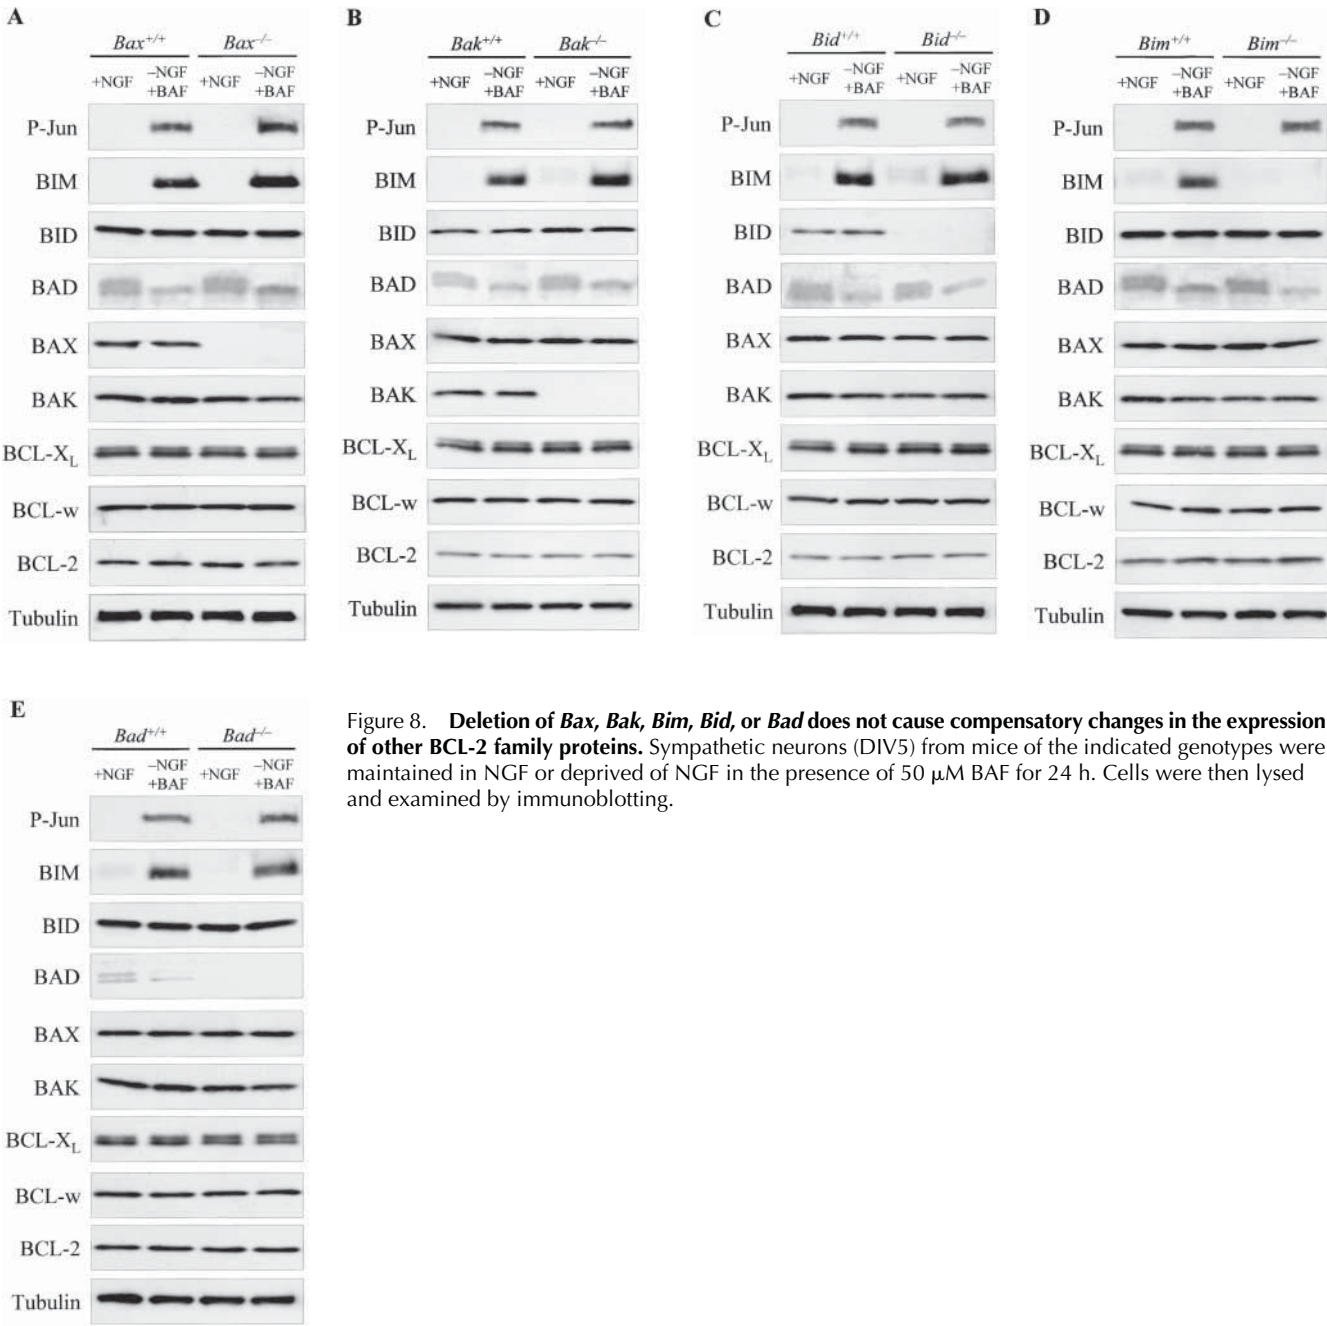 A
Bax+/+ Bax–/–
+NGF –NGF +BAF +NGF –NGF +BAF
P-Jun
BIM
BID
BAD
BAX
BAK
BCL-XL
BCL-w
BCL-2
Tubulin
B
Bak+/+ Bak–/–
+NGF –NGF +BAF +NGF –NGF +BAF
P-Jun
BIM
BID
BAD
BAX
BAK
BCL-XL
BCL-w
BCL-2
Tubulin
C
Bid+/+ Bid–/–
+NGF –NGF +BAF +NGF –NGF +BAF
P-Jun
BIM
BID
BAD
BAX
BAK
BCL-XL
BCL-w
BCL-2
Tubulin
D
Bim+/+ Bim–/–
+NGF –NGF +BAF +NGF –NGF +BAF
P-Jun
BIM
BID
BAD
BAX
BAK
BCL-XL
BCL-w
BCL-2
Tubulin
E
Bad+/+ Bad–/–
+NGF –NGF +BAF +NGF –NGF +BAF
P-Jun
BIM
BID
BAD
BAX
BAK
BCL-XL
BCL-w
BCL-2
Tubulin
Figure 8. Deletion of Bax, Bak, Bim, Bid, or Bad does not cause compensatory changes in the expression
of other BCL-2 family proteins. Sympathetic neurons (DIV5) from mice of the indicated genotypes were
maintained in NGF or deprived of NGF in the presence of 50 μM BAF for 24 h. Cells were then lysed
and examined by immunoblotting.